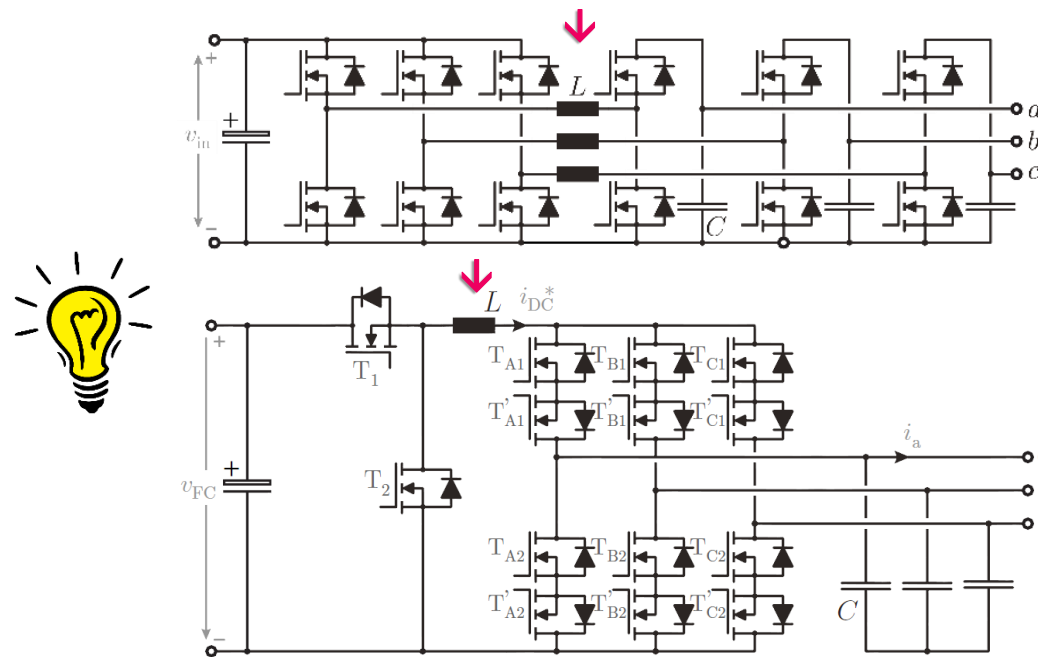 +
L
a
v_in
+
b
c
−
C
L
i_DC*
+
T_1
T_A1
T_B1
T_C1
T'_A1
T'_B1
T'_C1
i_a
v_FC
+
T_2
T_A2
T_B2
T_C2
T'_A2
T'_B2
T'_C2
C
−